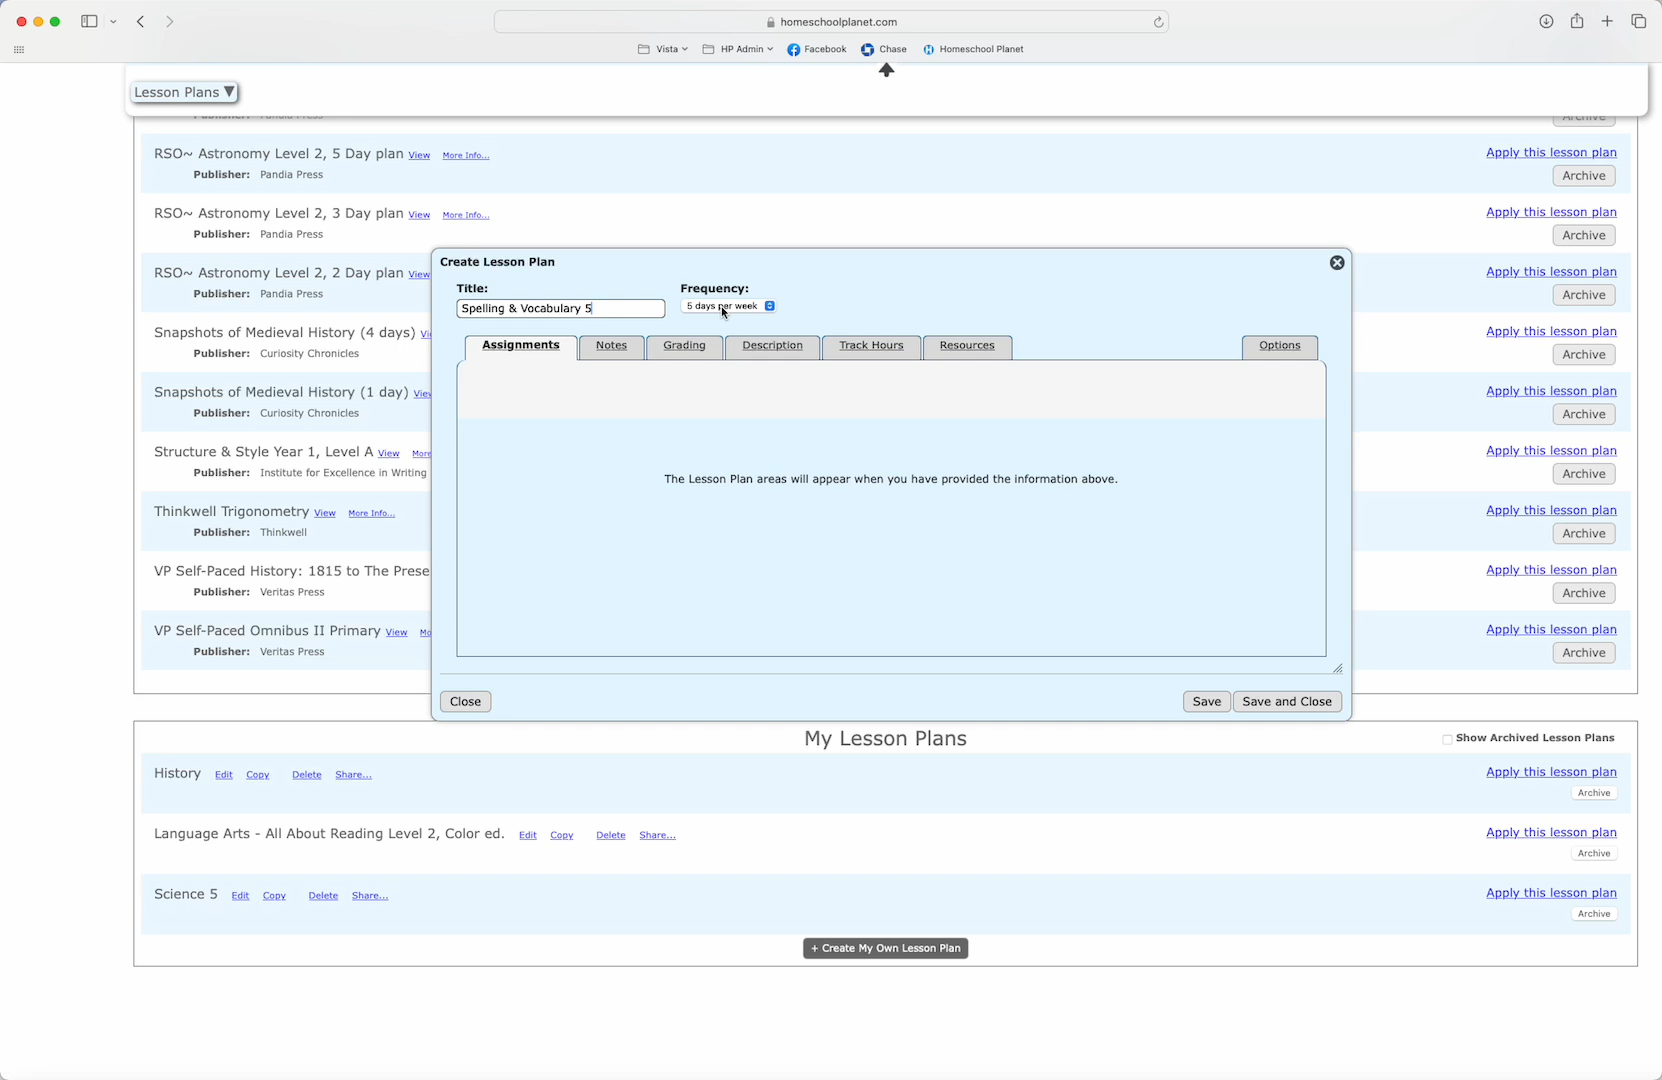 homeschoolplanet.com
Vista
HP Admin
Facebook
Chase
Homeschool Planet
Lesson Plans ▼
Archive
RSO~ Astronomy Level 2, 5 Day plan View More Info...
Apply this lesson plan
Publisher: Pandia Press
Archive
RSO~ Astronomy Level 2, 3 Day plan View More Info...
Apply this lesson plan
Publisher: Pandia Press
Archive
RSO~ Astronomy Level 2, 2 Day plan View
Apply this lesson plan
Publisher: Pandia Press
Archive
Snapshots of Medieval History (4 days) Vi
Apply this lesson plan
Publisher: Curiosity Chronicles
Archive
Snapshots of Medieval History (1 day) View
Apply this lesson plan
Publisher: Curiosity Chronicles
Archive
Structure & Style Year 1, Level A View More
Apply this lesson plan
Publisher: Institute for Excellence in Writing
Archive
Thinkwell Trigonometry View More Info...
Apply this lesson plan
Publisher: Thinkwell
Archive
VP Self-Paced History: 1815 to The Prese
Apply this lesson plan
Publisher: Veritas Press
Archive
VP Self-Paced Omnibus II Primary View Mo
Apply this lesson plan
Publisher: Veritas Press
Archive
Create Lesson Plan
Title:
Frequency:
Spelling & Vocabulary 5
5 days per week
Assignments
Notes
Grading
Description
Track Hours
Resources
Options
The Lesson Plan areas will appear when you have provided the information above.
Close
Save
Save and Close
My Lesson Plans
Show Archived Lesson Plans
History Edit Copy Delete Share...
Apply this lesson plan
Archive
Language Arts - All About Reading Level 2, Color ed. Edit Copy Delete Share...
Apply this lesson plan
Archive
Science 5 Edit Copy Delete Share...
Apply this lesson plan
Archive
+ Create My Own Lesson Plan